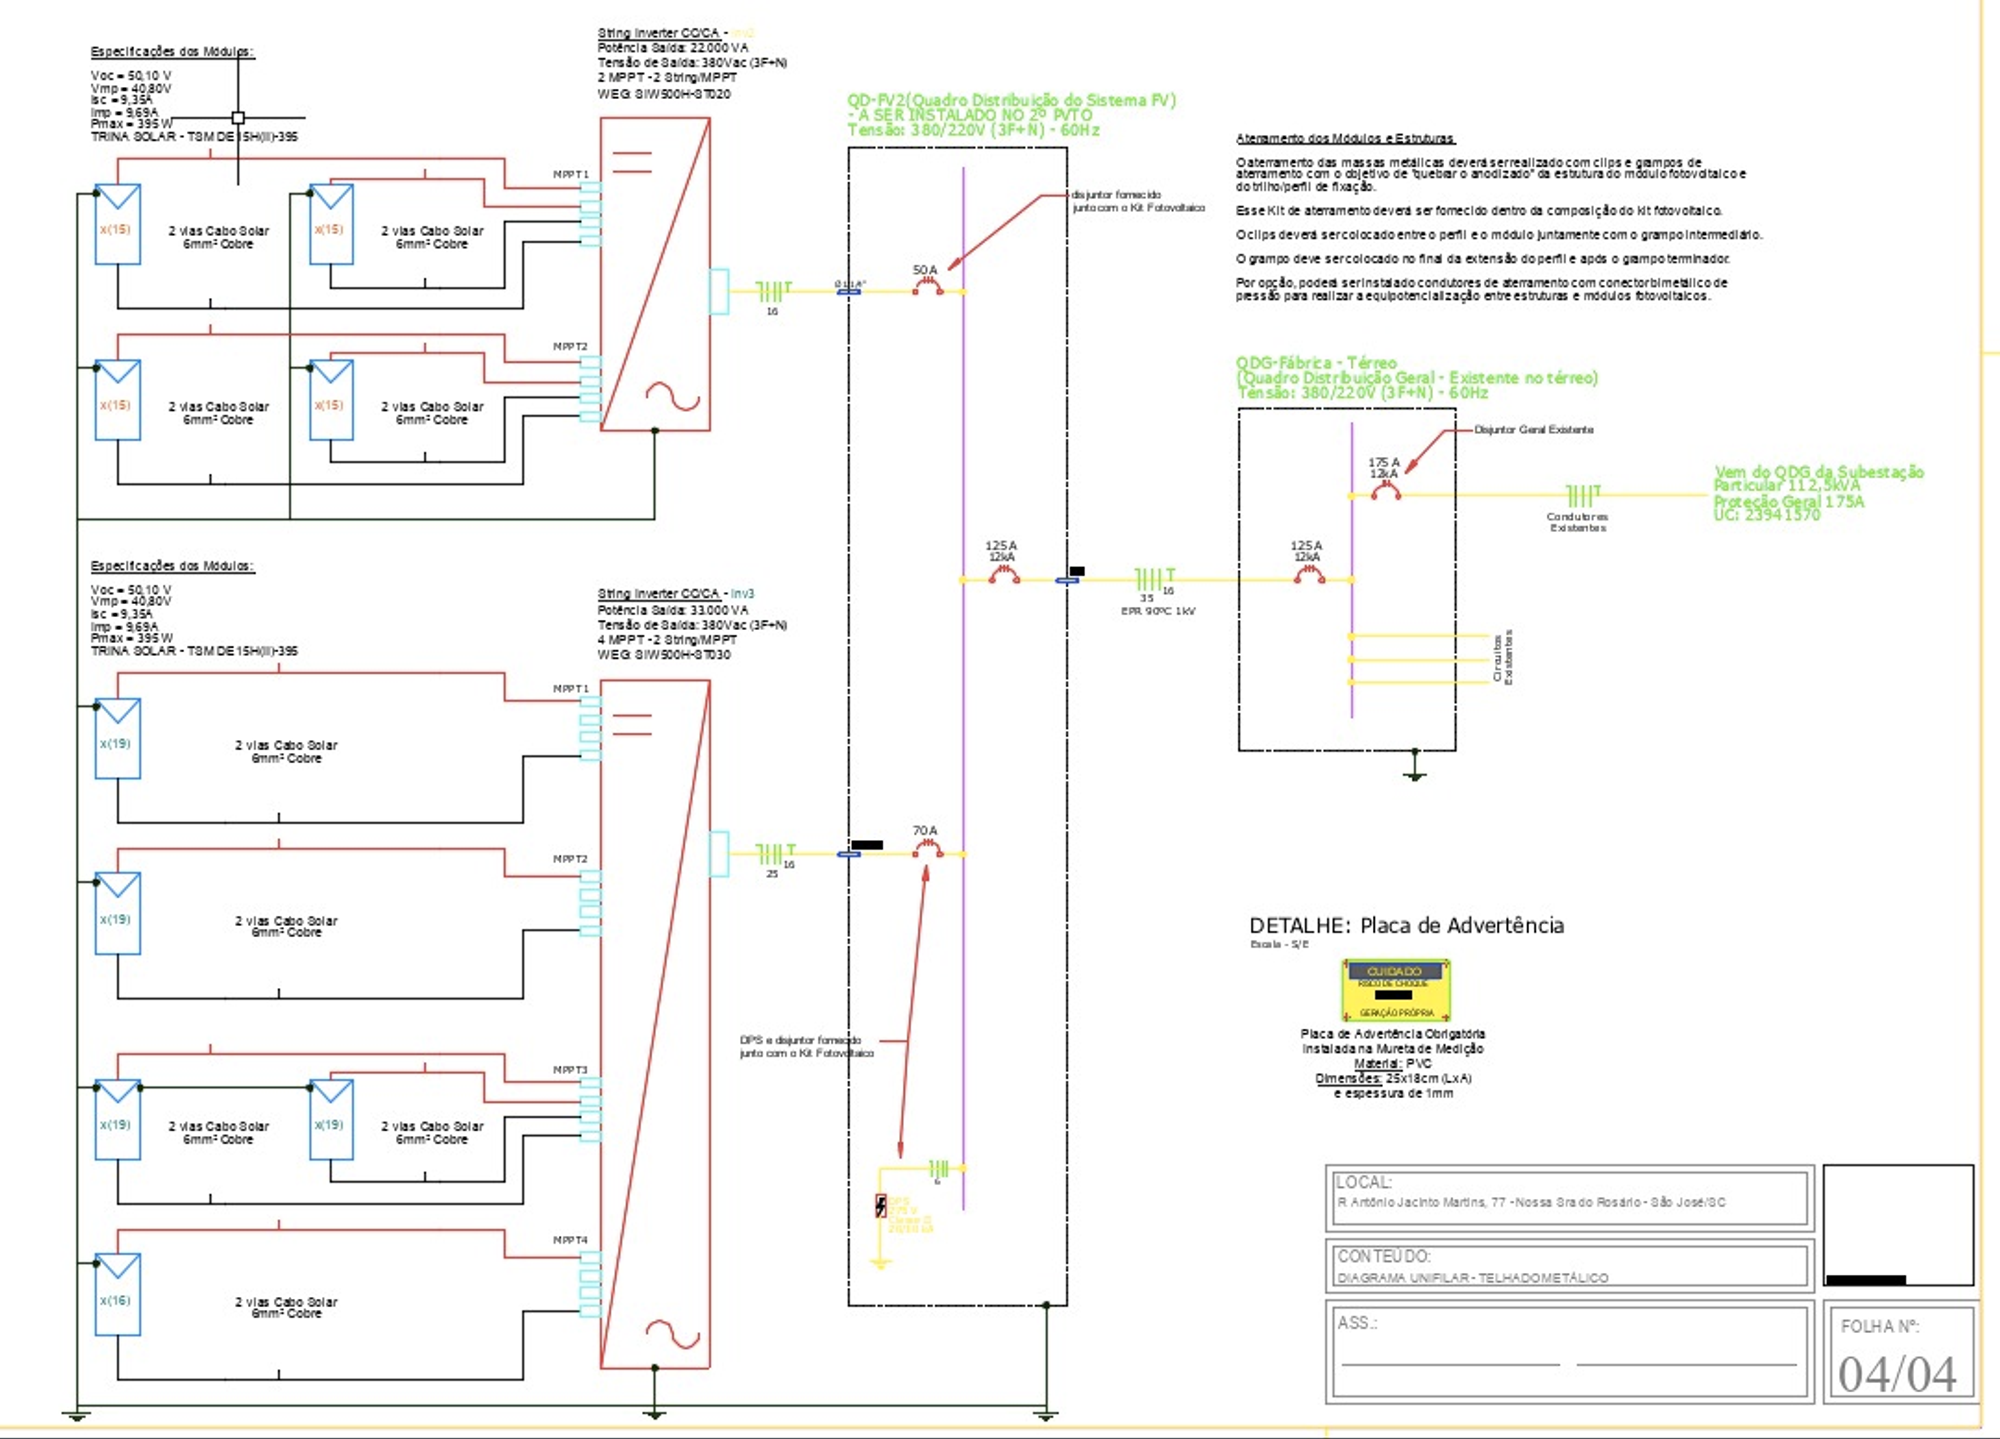 Especificações dos Módulos:
Voc = 50,10 V
Vmp = 40,80V
Isc = 9,35A
Imp = 9,69A
Pmax = 395 W
TRINA SOLAR - TSM DE15H(II)-395
x(15)
2 vias Cabo Solar
6mm² Cobre
x(15)
2 vias Cabo Solar
6mm² Cobre
x(15)
2 vias Cabo Solar
6mm² Cobre
x(15)
2 vias Cabo Solar
6mm² Cobre
String Inverter CC/CA - Inv2
Potência Saída: 22.000 VA
Tensão de Saída: 380Vac (3F+N)
2 MPPT - 2 String/MPPT
WEG: SIW500H-ST020
MPPT1
MPPT2
16
Especificações dos Módulos:
Voc = 50,10 V
Vmp = 40,80V
Isc = 9,35A
Imp = 9,69A
Pmax = 395 W
TRINA SOLAR - TSM DE15H(II)-395
x(19)
2 vias Cabo Solar
6mm² Cobre
x(19)
2 vias Cabo Solar
6mm² Cobre
x(19)
2 vias Cabo Solar
6mm² Cobre
x(19)
2 vias Cabo Solar
6mm² Cobre
x(16)
2 vias Cabo Solar
6mm² Cobre
String Inverter CC/CA - Inv3
Potência Saída: 33.000 VA
Tensão de Saída: 380Vac (3F+N)
4 MPPT - 2 String/MPPT
WEG: SIW500H-ST030
MPPT1
MPPT2
MPPT3
MPPT4
25
16
QD-FV2(Quadro Distribuição do Sistema FV)
- A SER INSTALADO NO 2º PVTO
Tensão: 380/220V (3F+N) - 60Hz
disjuntor fornecido
junto com o Kit Fotovoltaico
50A
125A
12kA
35
16
EPR 90ºC 1kV
70A
DPS e disjuntor fornecido
junto com o Kit Fotovoltaico
6
DPS
275 V
Classe II
Aterramento dos Módulos e Estruturas
O aterramento das massas metálicas deverá ser realizado com clips e grampos de
aterramento com o objetivo de "quebrar o anodizado" da estrutura do módulo fotovoltaico e
do trilho/perfil de fixação.
Esse Kit de aterramento deverá ser fornecido dentro da composição do kit fotovoltaico.
O clips deverá ser colocado entre o perfil e o módulo juntamente com o grampo intermediário.
O grampo deve ser colocado no final da extensão do perfil e após o grampo terminador.
Por opção, poderá ser instalado condutores de aterramento com conector bimetálico de
pressão para realizar a equipotencialização entre estruturas e módulos fotovoltaicos.
QDG-Fábrica - Térreo
(Quadro Distribuição Geral - Existente no térreo)
Tensão: 380/220V (3F+N) - 60Hz
Disjuntor Geral Existente
175A
12kA
125A
12kA
Condutores
Existentes
Vem do QDG da Subestação
Particular 112,5kVA
Proteção Geral 175A
UC: 23941570
Circuitos
Existentes
DETALHE: Placa de Advertência
Escala - S/E
CUIDADO
RISCO DE CHOQUE
GERAÇÃO PRÓPRIA
Placa de Advertência Obrigatória
Instalada na Mureta de Medição
Material: PVC
Dimensões: 25x18cm (LxA)
e espessura de 1mm
LOCAL:
R Antônio Jacinto Martins, 77 - Nossa Sra do Rosário - São José/SC
CONTEÚDO:
DIAGRAMA UNIFILAR - TELHADO METÁLICO
ASS.:
FOLHA Nº:
04/04